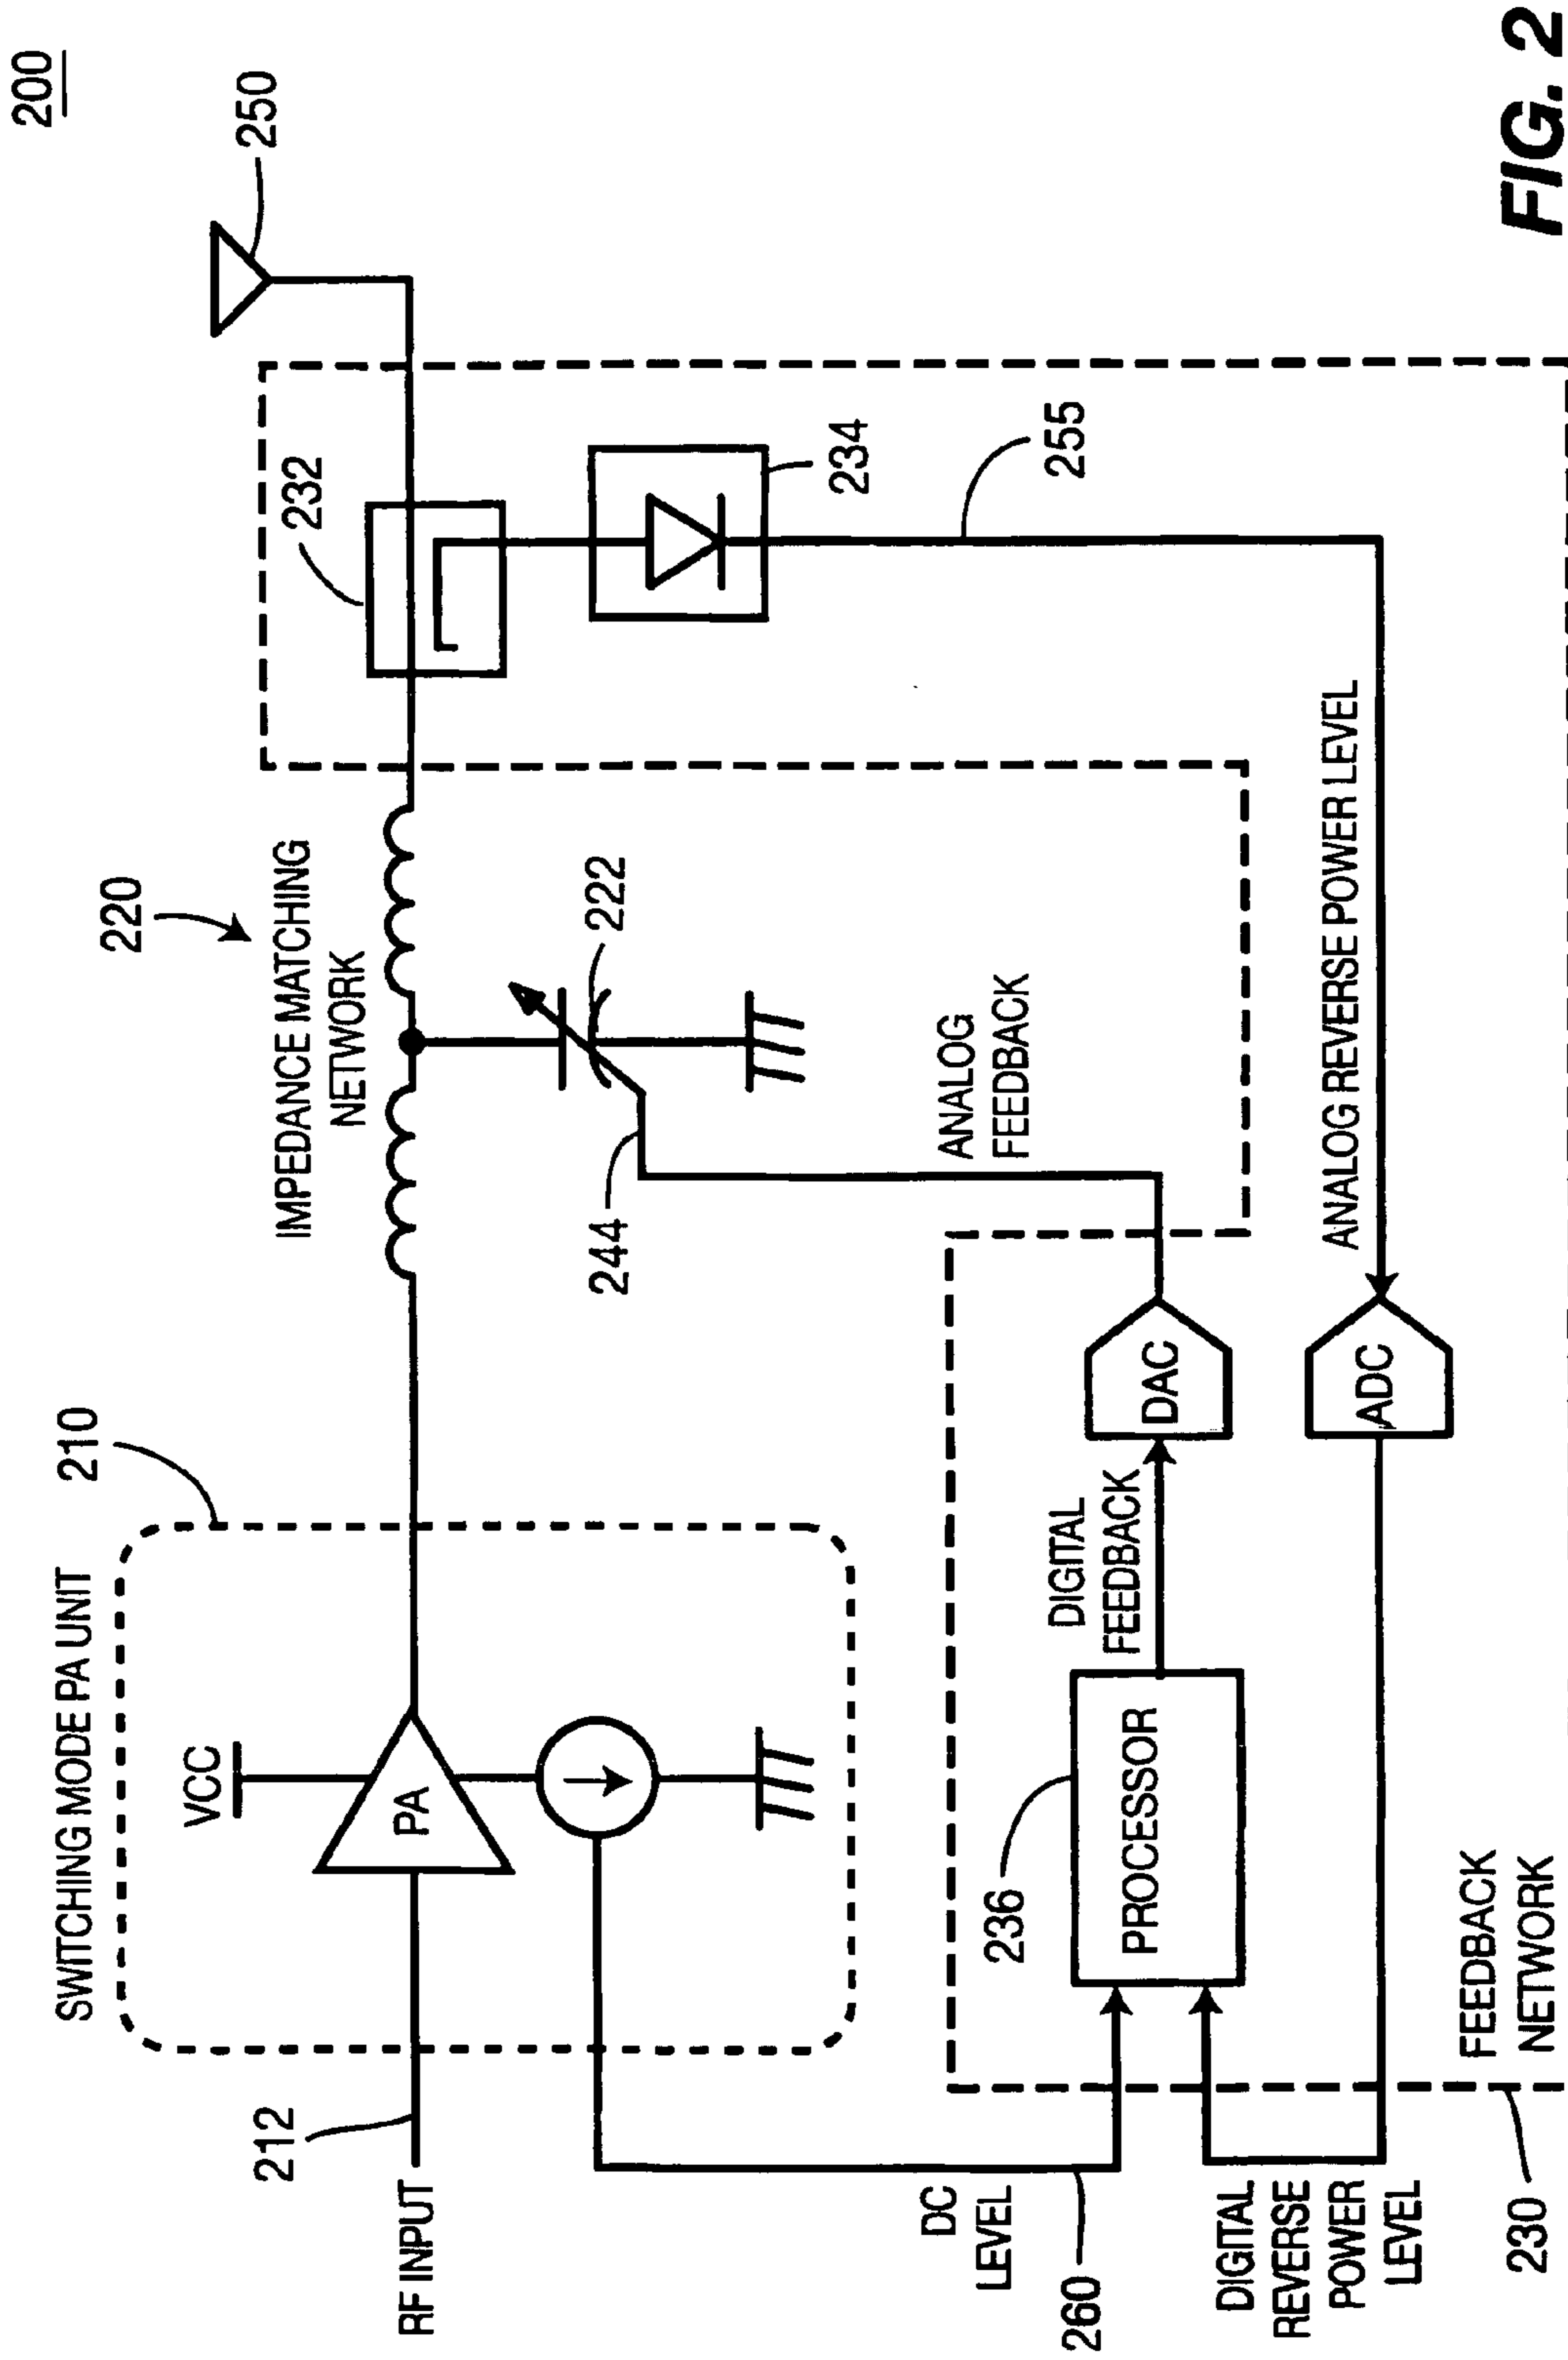 200
250
232
234
255
220
IMPEDANCE MATCHING
NETWORK
222
244
ANALOG
FEEDBACK
ANALOG REVERSE POWER LEVEL
210
SWITCHING MODE PA UNIT
VCC
PA
212
RF INPUT
DAC
ADC
DIGITAL
FEEDBACK
236
PROCESSOR
DC
LEVEL
260
DIGITAL
REVERSE
POWER
LEVEL
FEEDBACK
NETWORK
230
FIG. 2